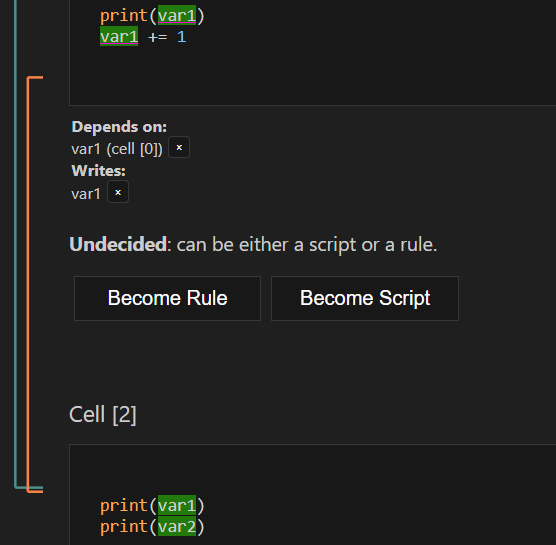 print(var1)
var1 += 1
Depends on:
var1 (cell [0]) ×
Writes:
var1 ×
Undecided: can be either a script or a rule.
Become Rule Become Script
Cell [2]
print(var1)
print(var2)